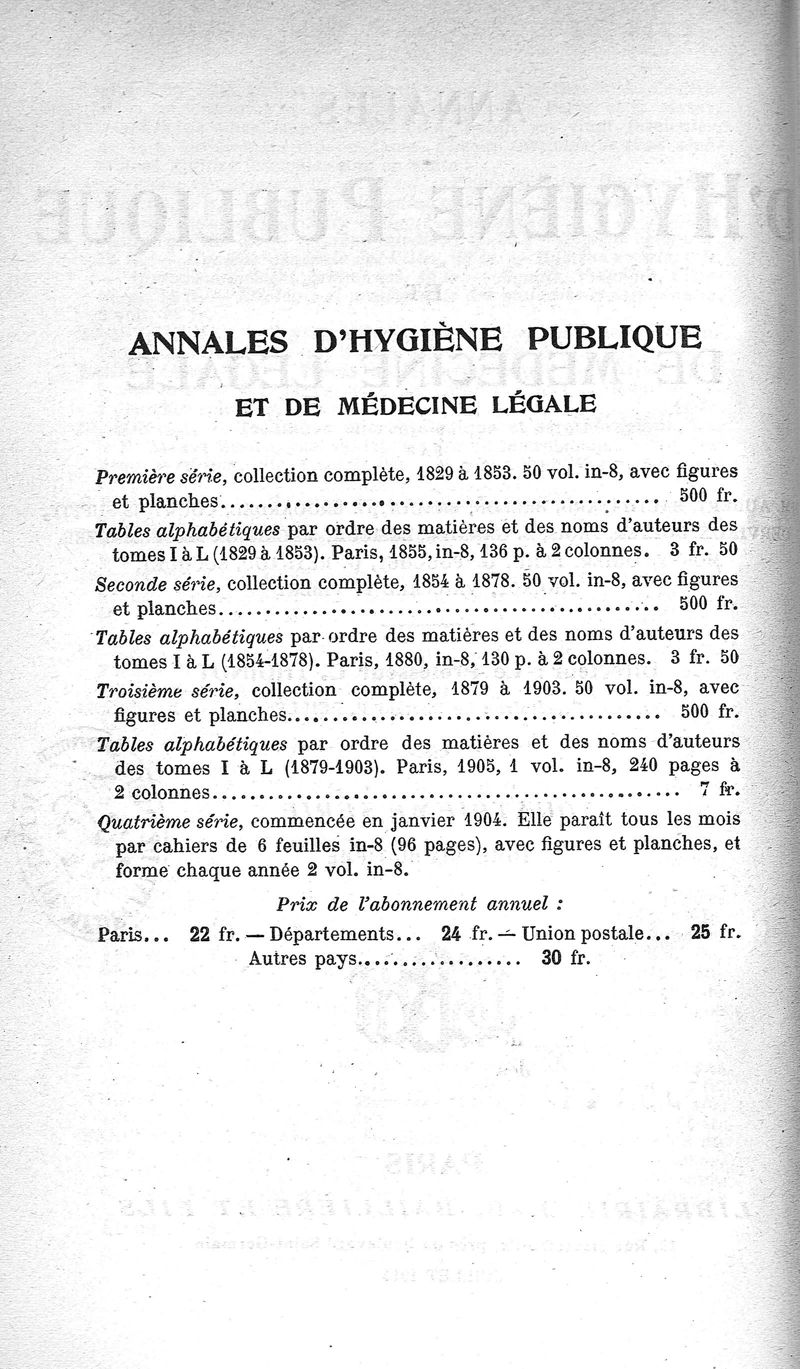 ANNALES D'HYGIÈNE PUBLIQUE
ET DE MÉDECINE LÉGALE
Première série, collection complète, 1829 à 1853. 50 vol. in-8, avec figures
et planches................................................ 500 fr.
Tables alphabétiques par ordre des matières et des noms d'auteurs des
tomes I à L (1829 à 1853). Paris, 1855, in-8, 136 p. à 2 colonnes. 3 fr. 50
Seconde série, collection complète, 1854 à 1878. 50 vol. in-8, avec figures
et planches................................................ 500 fr.
Tables alphabétiques par ordre des matières et des noms d'auteurs des
tomes I à L (1854-1878). Paris, 1880, in-8, 130 p. à 2 colonnes. 3 fr. 50
Troisième série, collection complète, 1879 à 1903. 50 vol. in-8, avec
figures et planches........................................ 500 fr.
Tables alphabétiques par ordre des matières et des noms d'auteurs
des tomes I à L (1879-1903). Paris, 1905, 1 vol. in-8, 240 pages à
2 colonnes.................................................. 7 fr.
Quatrième série, commencée en janvier 1904. Elle paraît tous les mois
par cahiers de 6 feuilles in-8 (96 pages), avec figures et planches, et
forme chaque année 2 vol. in-8.
Prix de l'abonnement annuel :
Paris... 22 fr. — Départements... 24 fr. — Union postale... 25 fr.
Autres pays.................. 30 fr.